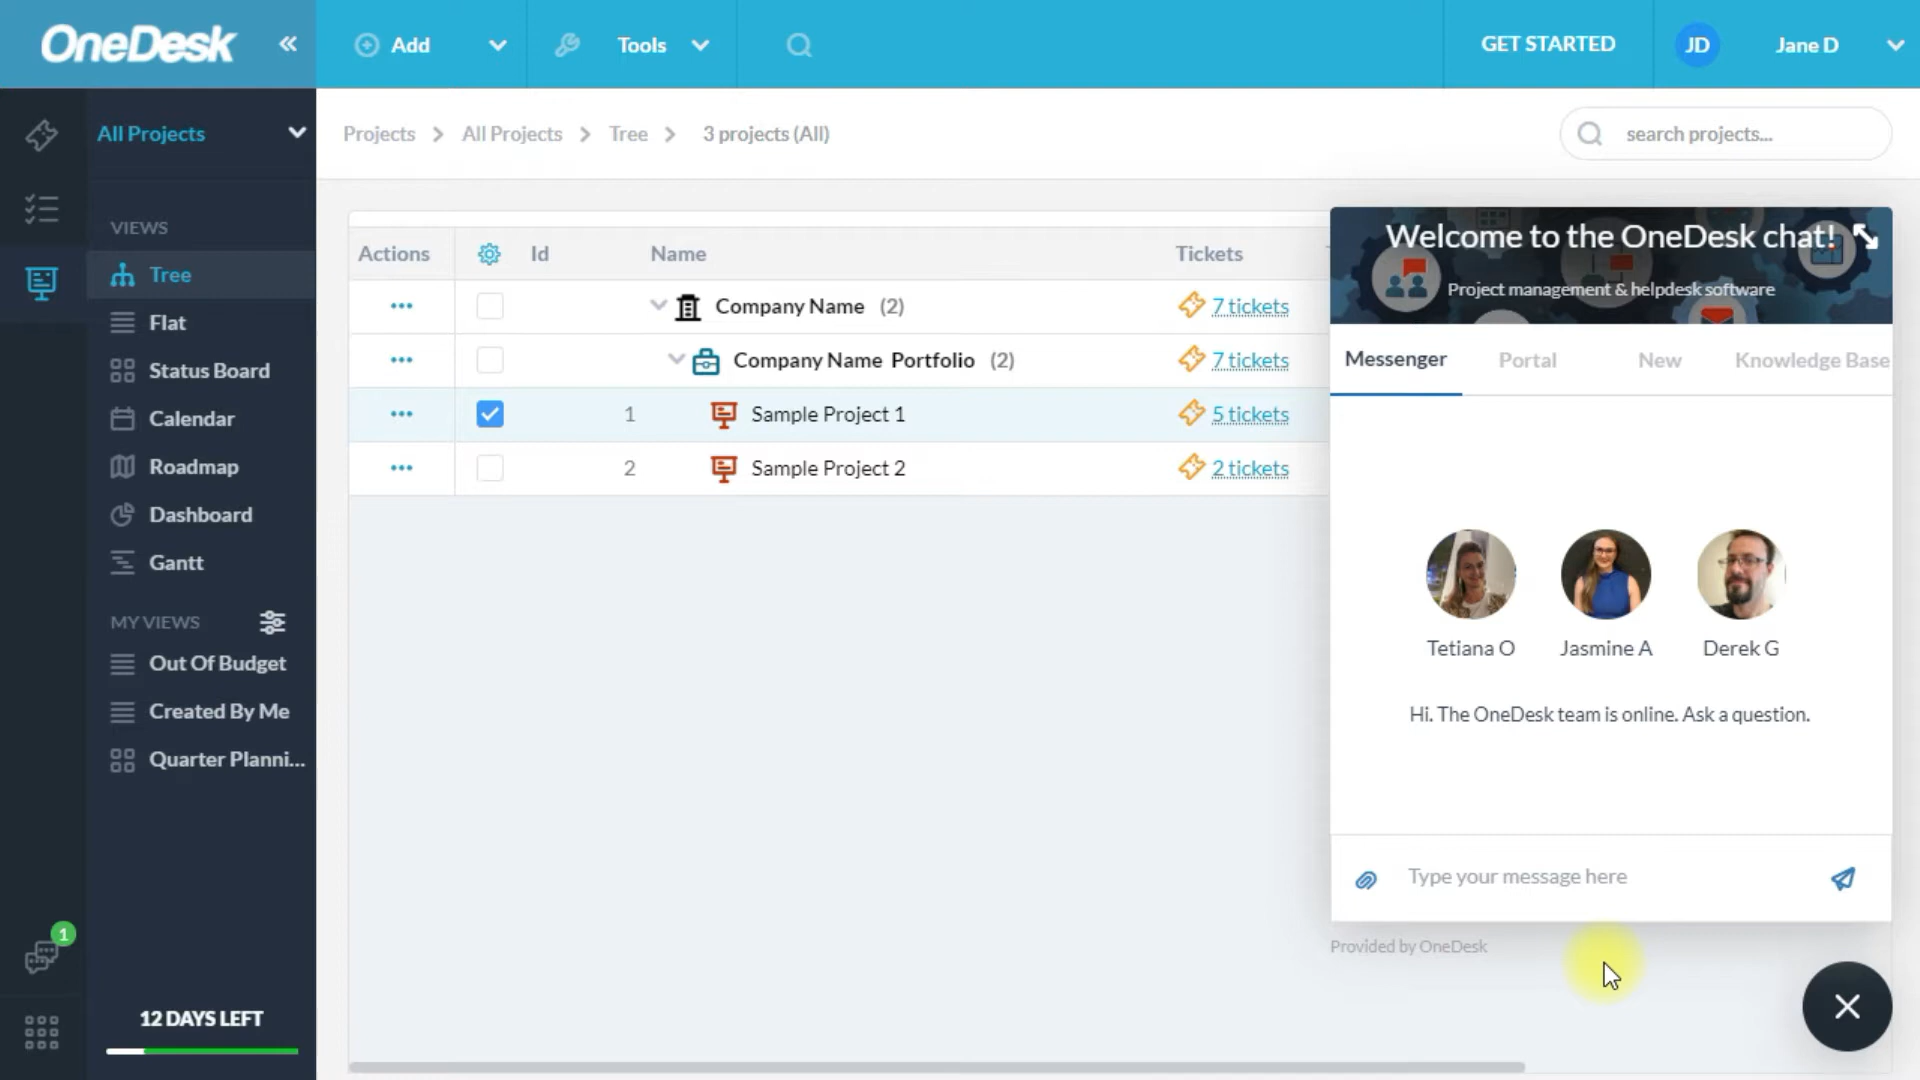 OneDesk
Add
Tools
GET STARTED
JD
Jane D
All Projects
Projects
All Projects
Tree
3 projects (All)
search projects...
VIEWS
Tree
Flat
Status Board
Calendar
Roadmap
Dashboard
Gantt
MY VIEWS
Out Of Budget
Created By Me
Quarter Planni...
1
12 DAYS LEFT
Actions
Id
Name
Tickets
Company Name (2)
7 tickets
Company Name Portfolio (2)
7 tickets
1
Sample Project 1
5 tickets
2
Sample Project 2
2 tickets
Welcome to the OneDesk chat!
Project management & helpdesk software
Messenger
Portal
New
Knowledge Base
Tetiana O
Jasmine A
Derek G
Hi. The OneDesk team is online. Ask a question.
Type your message here
Provided by OneDesk